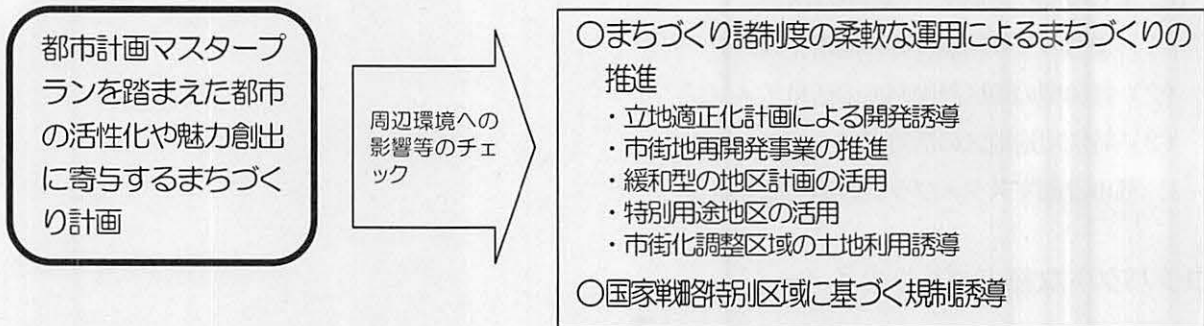 都市計画マスタープ
ランを踏まえた都市
の活性化や魅力創出
に寄与するまちづく
り計画
周辺環境への
影響等のチェ
ック
○まちづくり諸制度の柔軟な運用によるまちづくりの
推進
・立地適正化計画による開発誘導
・市街地再開発事業の推進
・緩和型の地区計画の活用
・特別用途地区の活用
・市街化調整区域の土地利用誘導
○国家戦略特別区域に基づく規制誘導